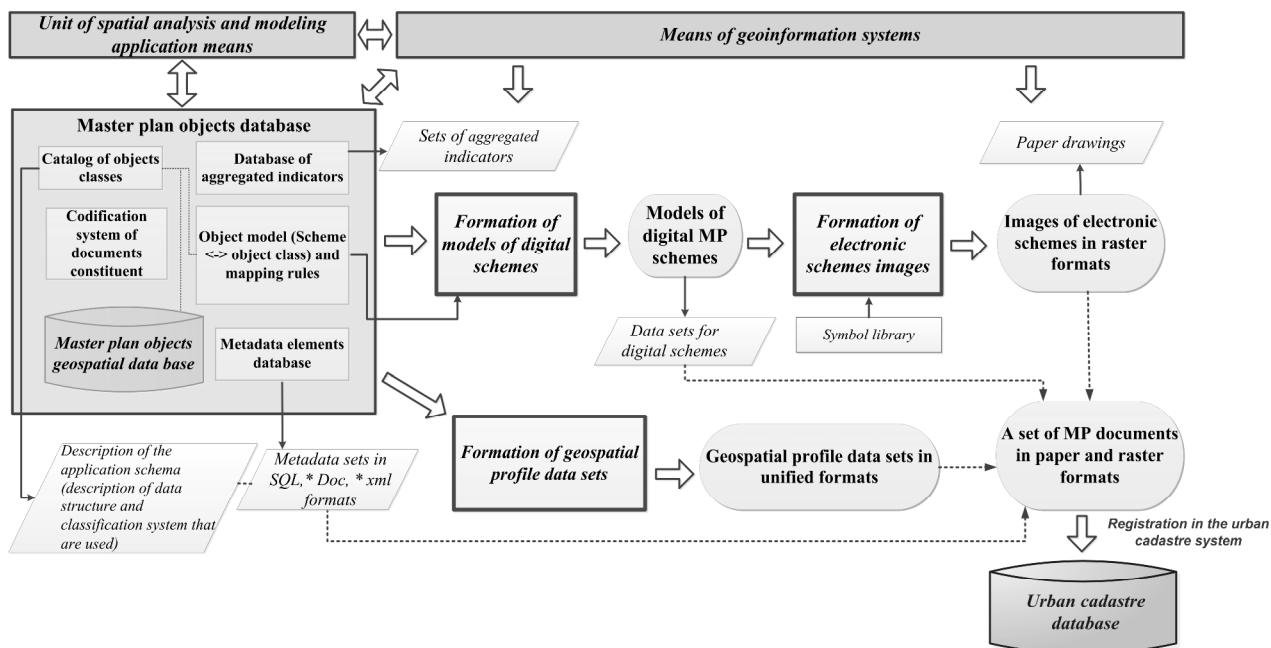 Unit of spatial analysis and modeling
application means
Means of geoinformation systems
Master plan objects database
Catalog of objects
classes
Database of
aggregated indicators
Codification
system of
documents
constituent
Object model (Scheme
<-> object class) and
mapping rules
Master plan objects
geospatial data base
Metadata elements
database
Sets of aggregated
indicators
Formation of
models of digital
schemes
Models of
digital MP
schemes
Formation of
electronic
schemes images
Paper drawings
Images of electronic
schemes in raster
formats
Data sets for
digital schemes
Symbol library
Description of the
application schema
(description of data
structure and
classification system that
are used)
Metadata sets in
SQL,* Doc, * xml
formats
Formation of geospatial
profile data sets
Geospatial profile data sets in
unified formats
A set of MP documents
in paper and raster
formats
Registration in the urban
cadastre system
Urban cadastre
database